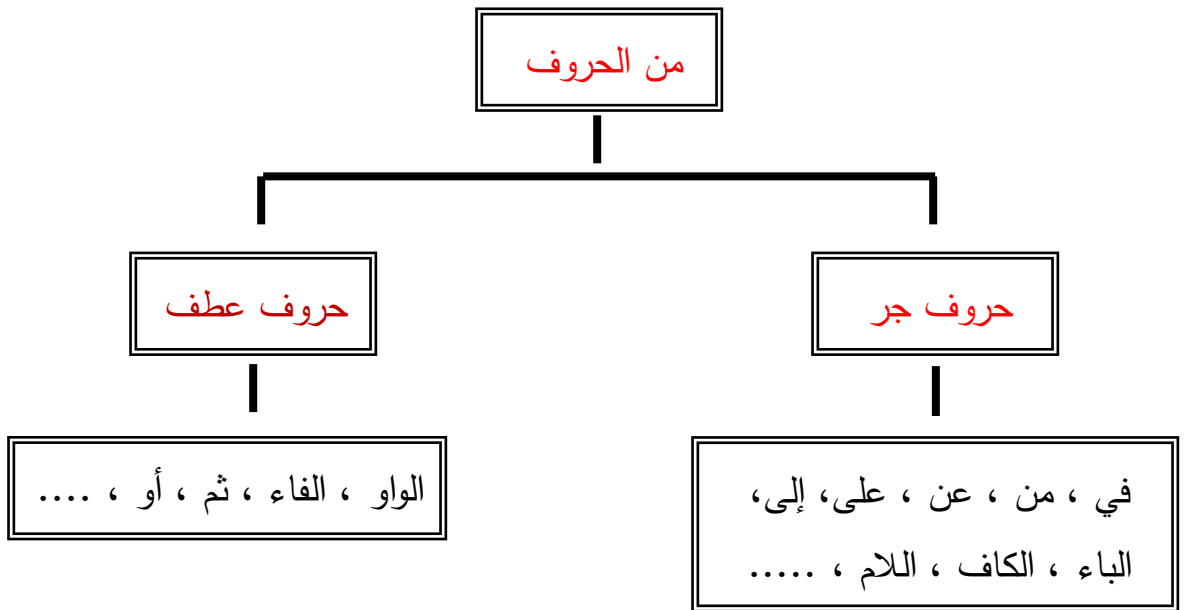 من الحروف
حروف جر
حروف عطف
في ، من ، عن ، على، إلى،
الباء ، الكاف ، اللام ، .....
الواو ، الفاء ، ثم ، أو ، ....